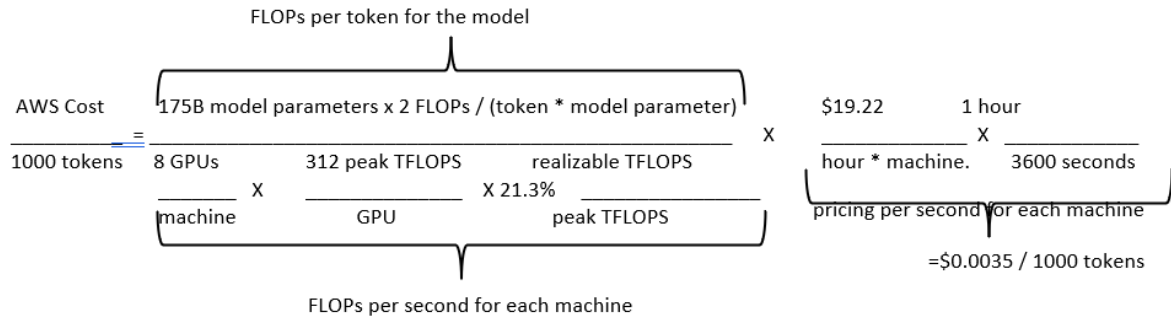 FLOPs per token for the model
AWS Cost 175B model parameters x 2 FLOPs / (token * model parameter) $19.22 1 hour
= X X
1000 tokens 8 GPUs 312 peak TFLOPS realizable TFLOPS hour * machine. 3600 seconds
X X 21.3%
machine GPU peak TFLOPS pricing per second for each machine
=$0.0035 / 1000 tokens
FLOPs per second for each machine